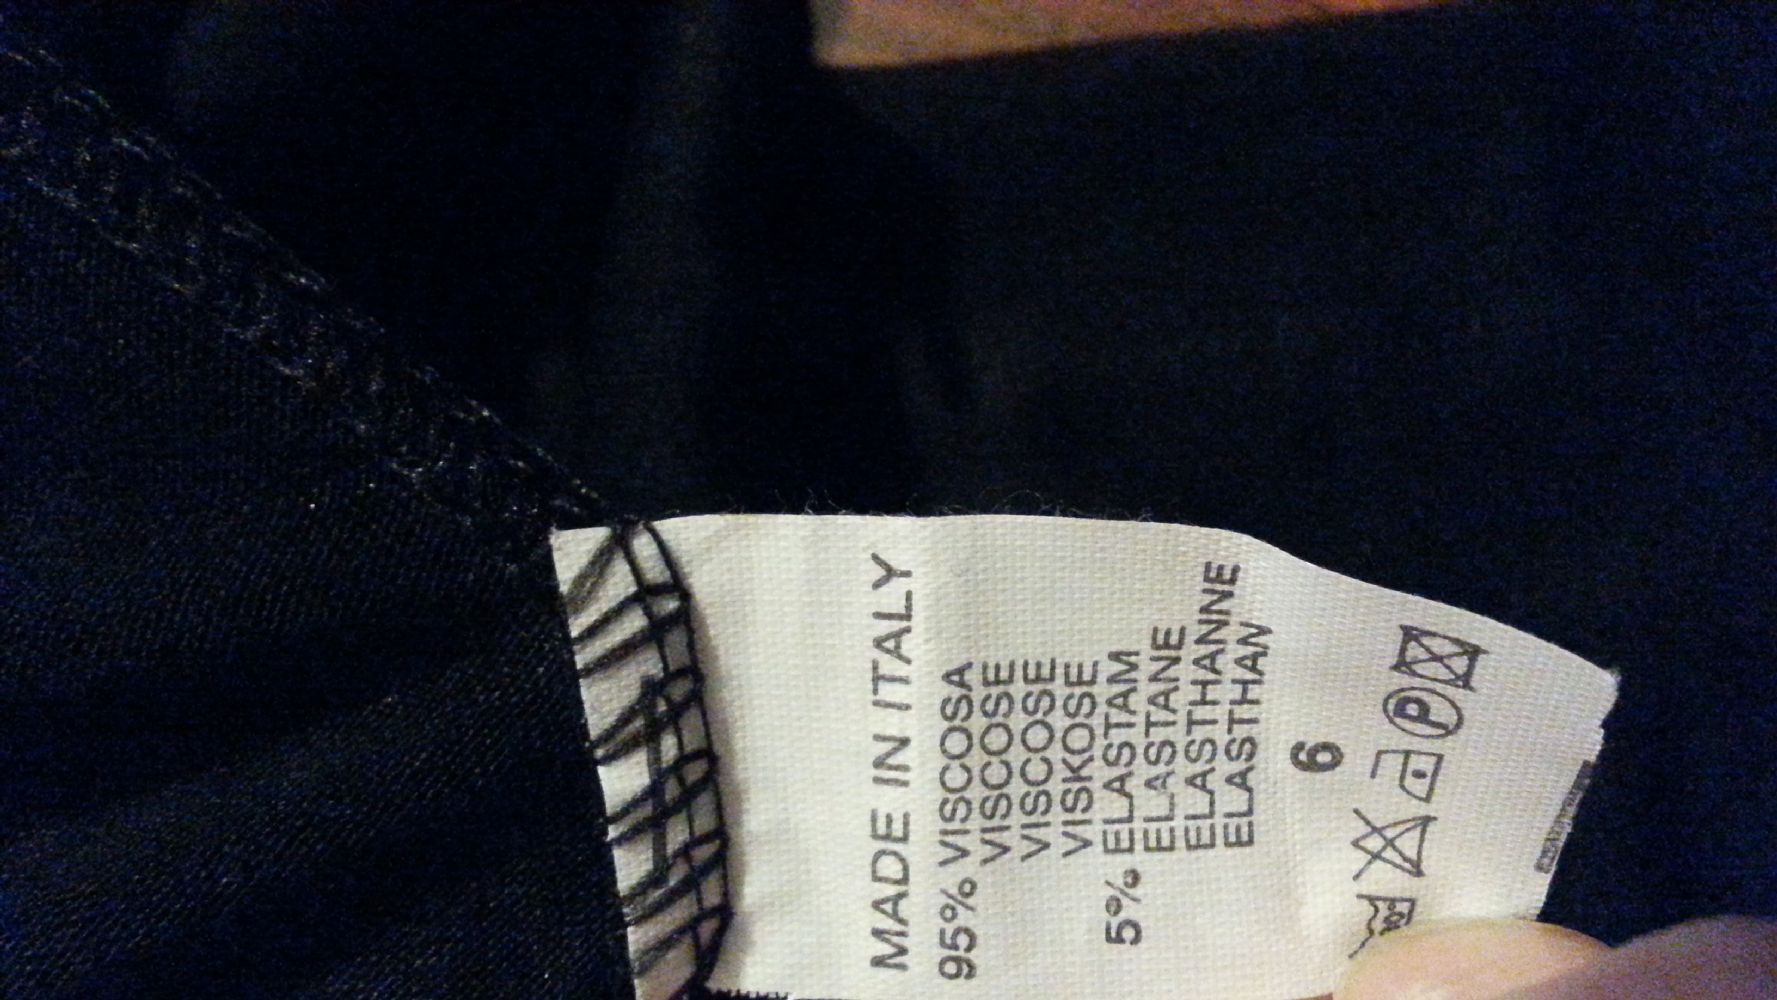 MADE IN ITALY
95% VISCOSA
VISCOSE
VISCOSE
VISKOSE
5% ELASTAM
ELASTANE
ELASTHANNE
ELASTHAN
6
P